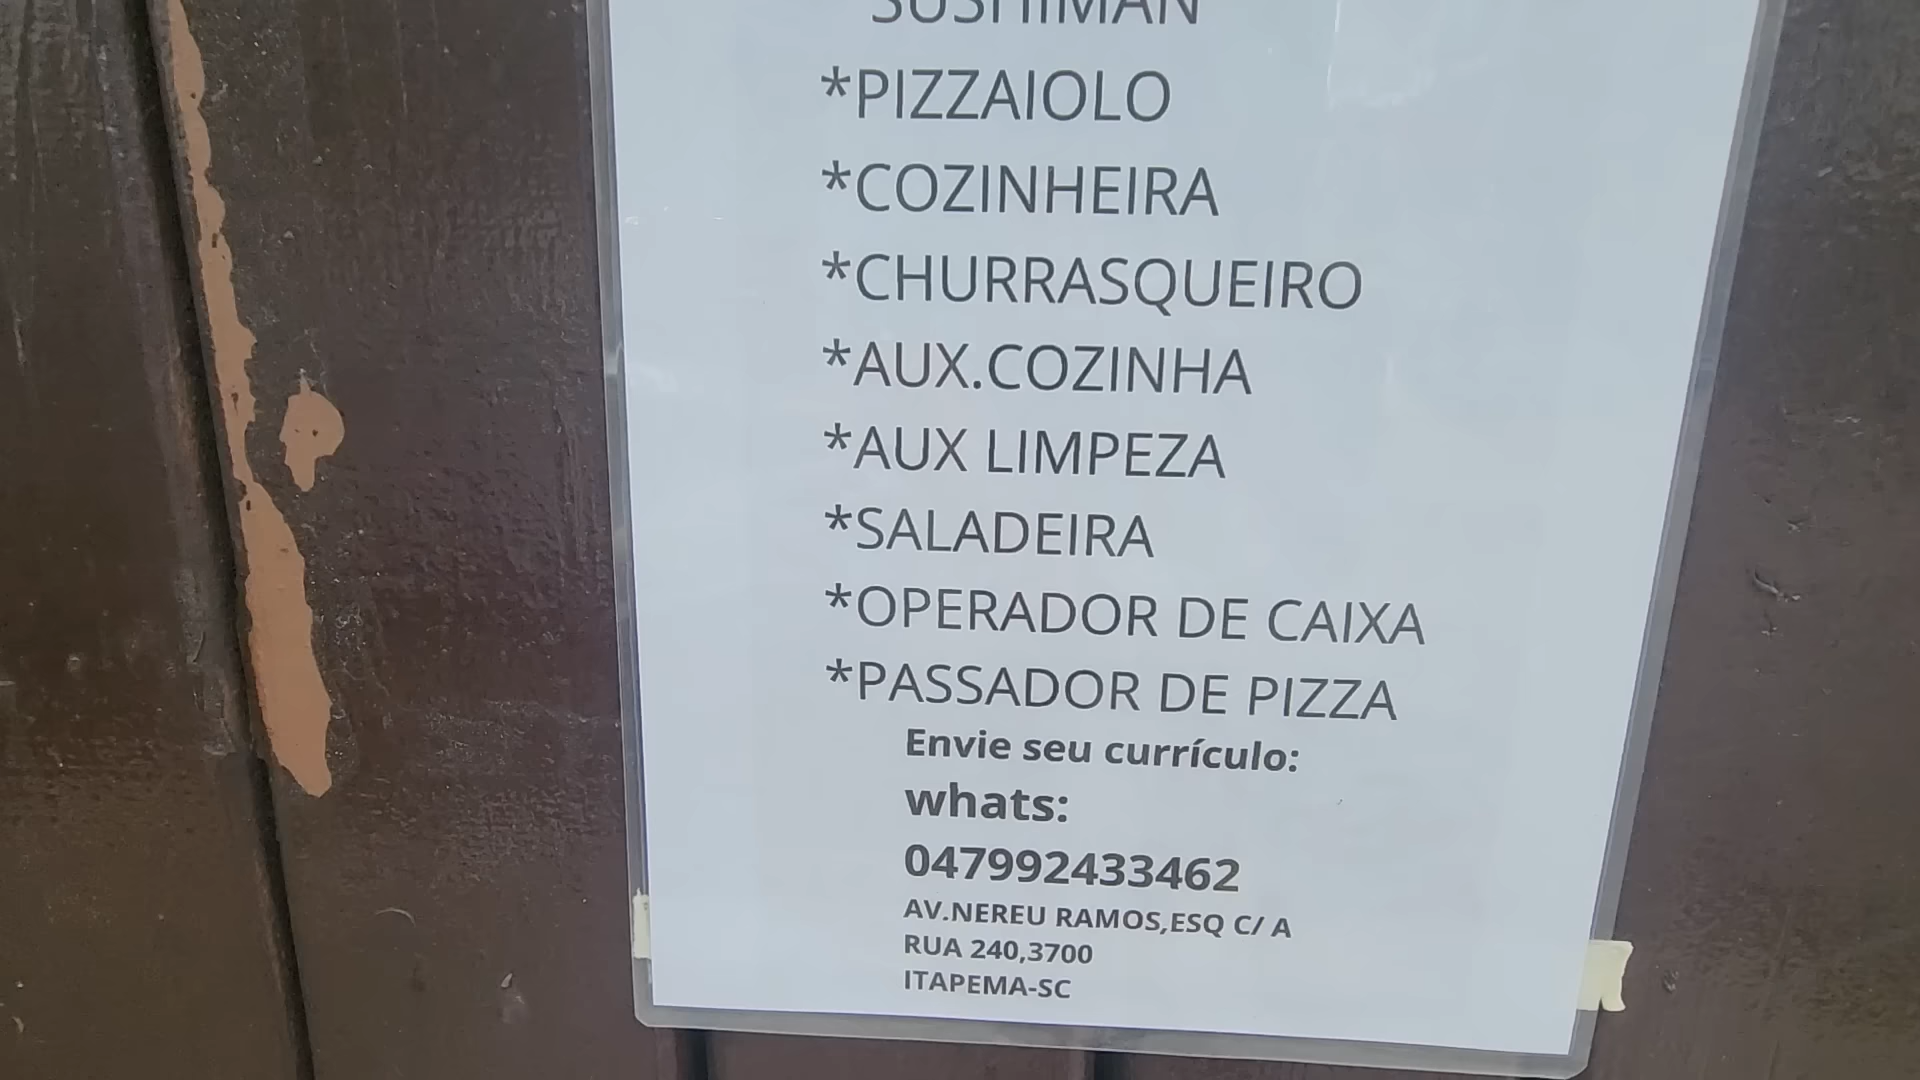 SUSHIMAN
*PIZZAIOLO
*COZINHEIRA
*CHURRASQUEIRO
*AUX.COZINHA
*AUX LIMPEZA
*SALADEIRA
*OPERADOR DE CAIXA
*PASSADOR DE PIZZA
Envie seu currículo:
whats:
047992433462
AV.NEREU RAMOS,ESQ C/ A
RUA 240,3700
ITAPEMA-SC